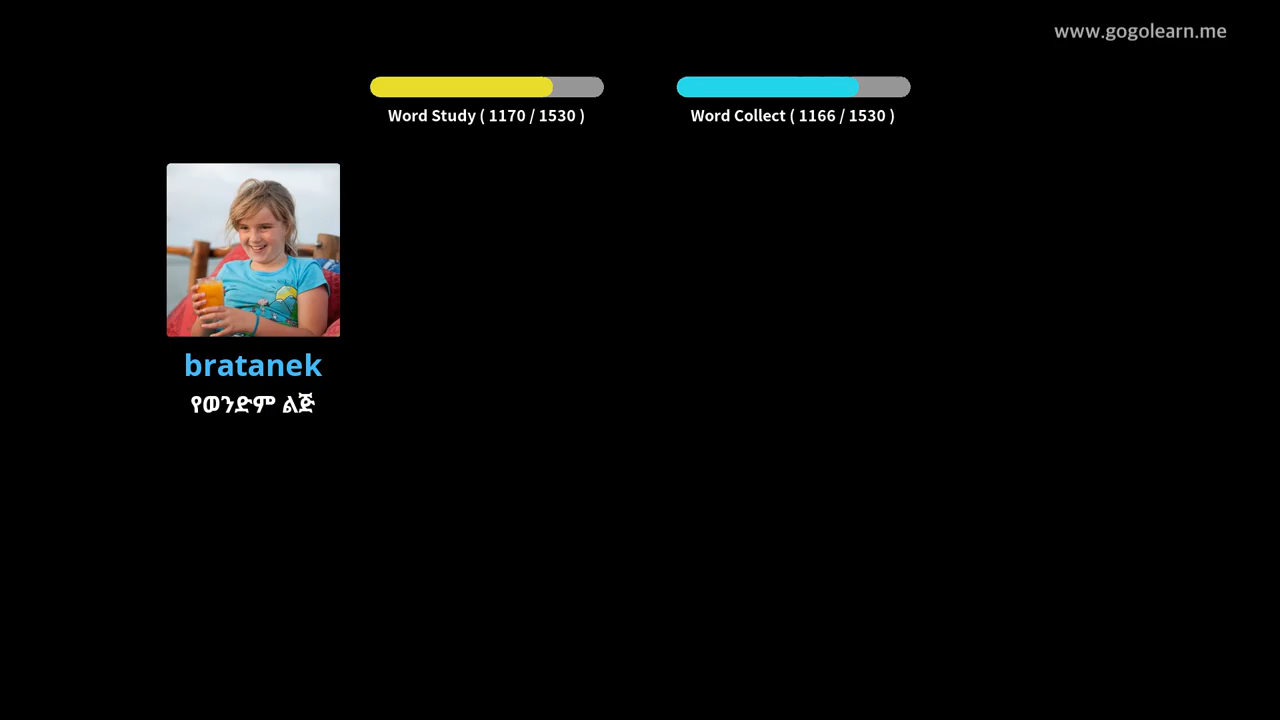 www.gogolearn.me
Word Study ( 1170 / 1530 )
Word Collect ( 1166 / 1530 )
bratanek
የወንድም ልጅ